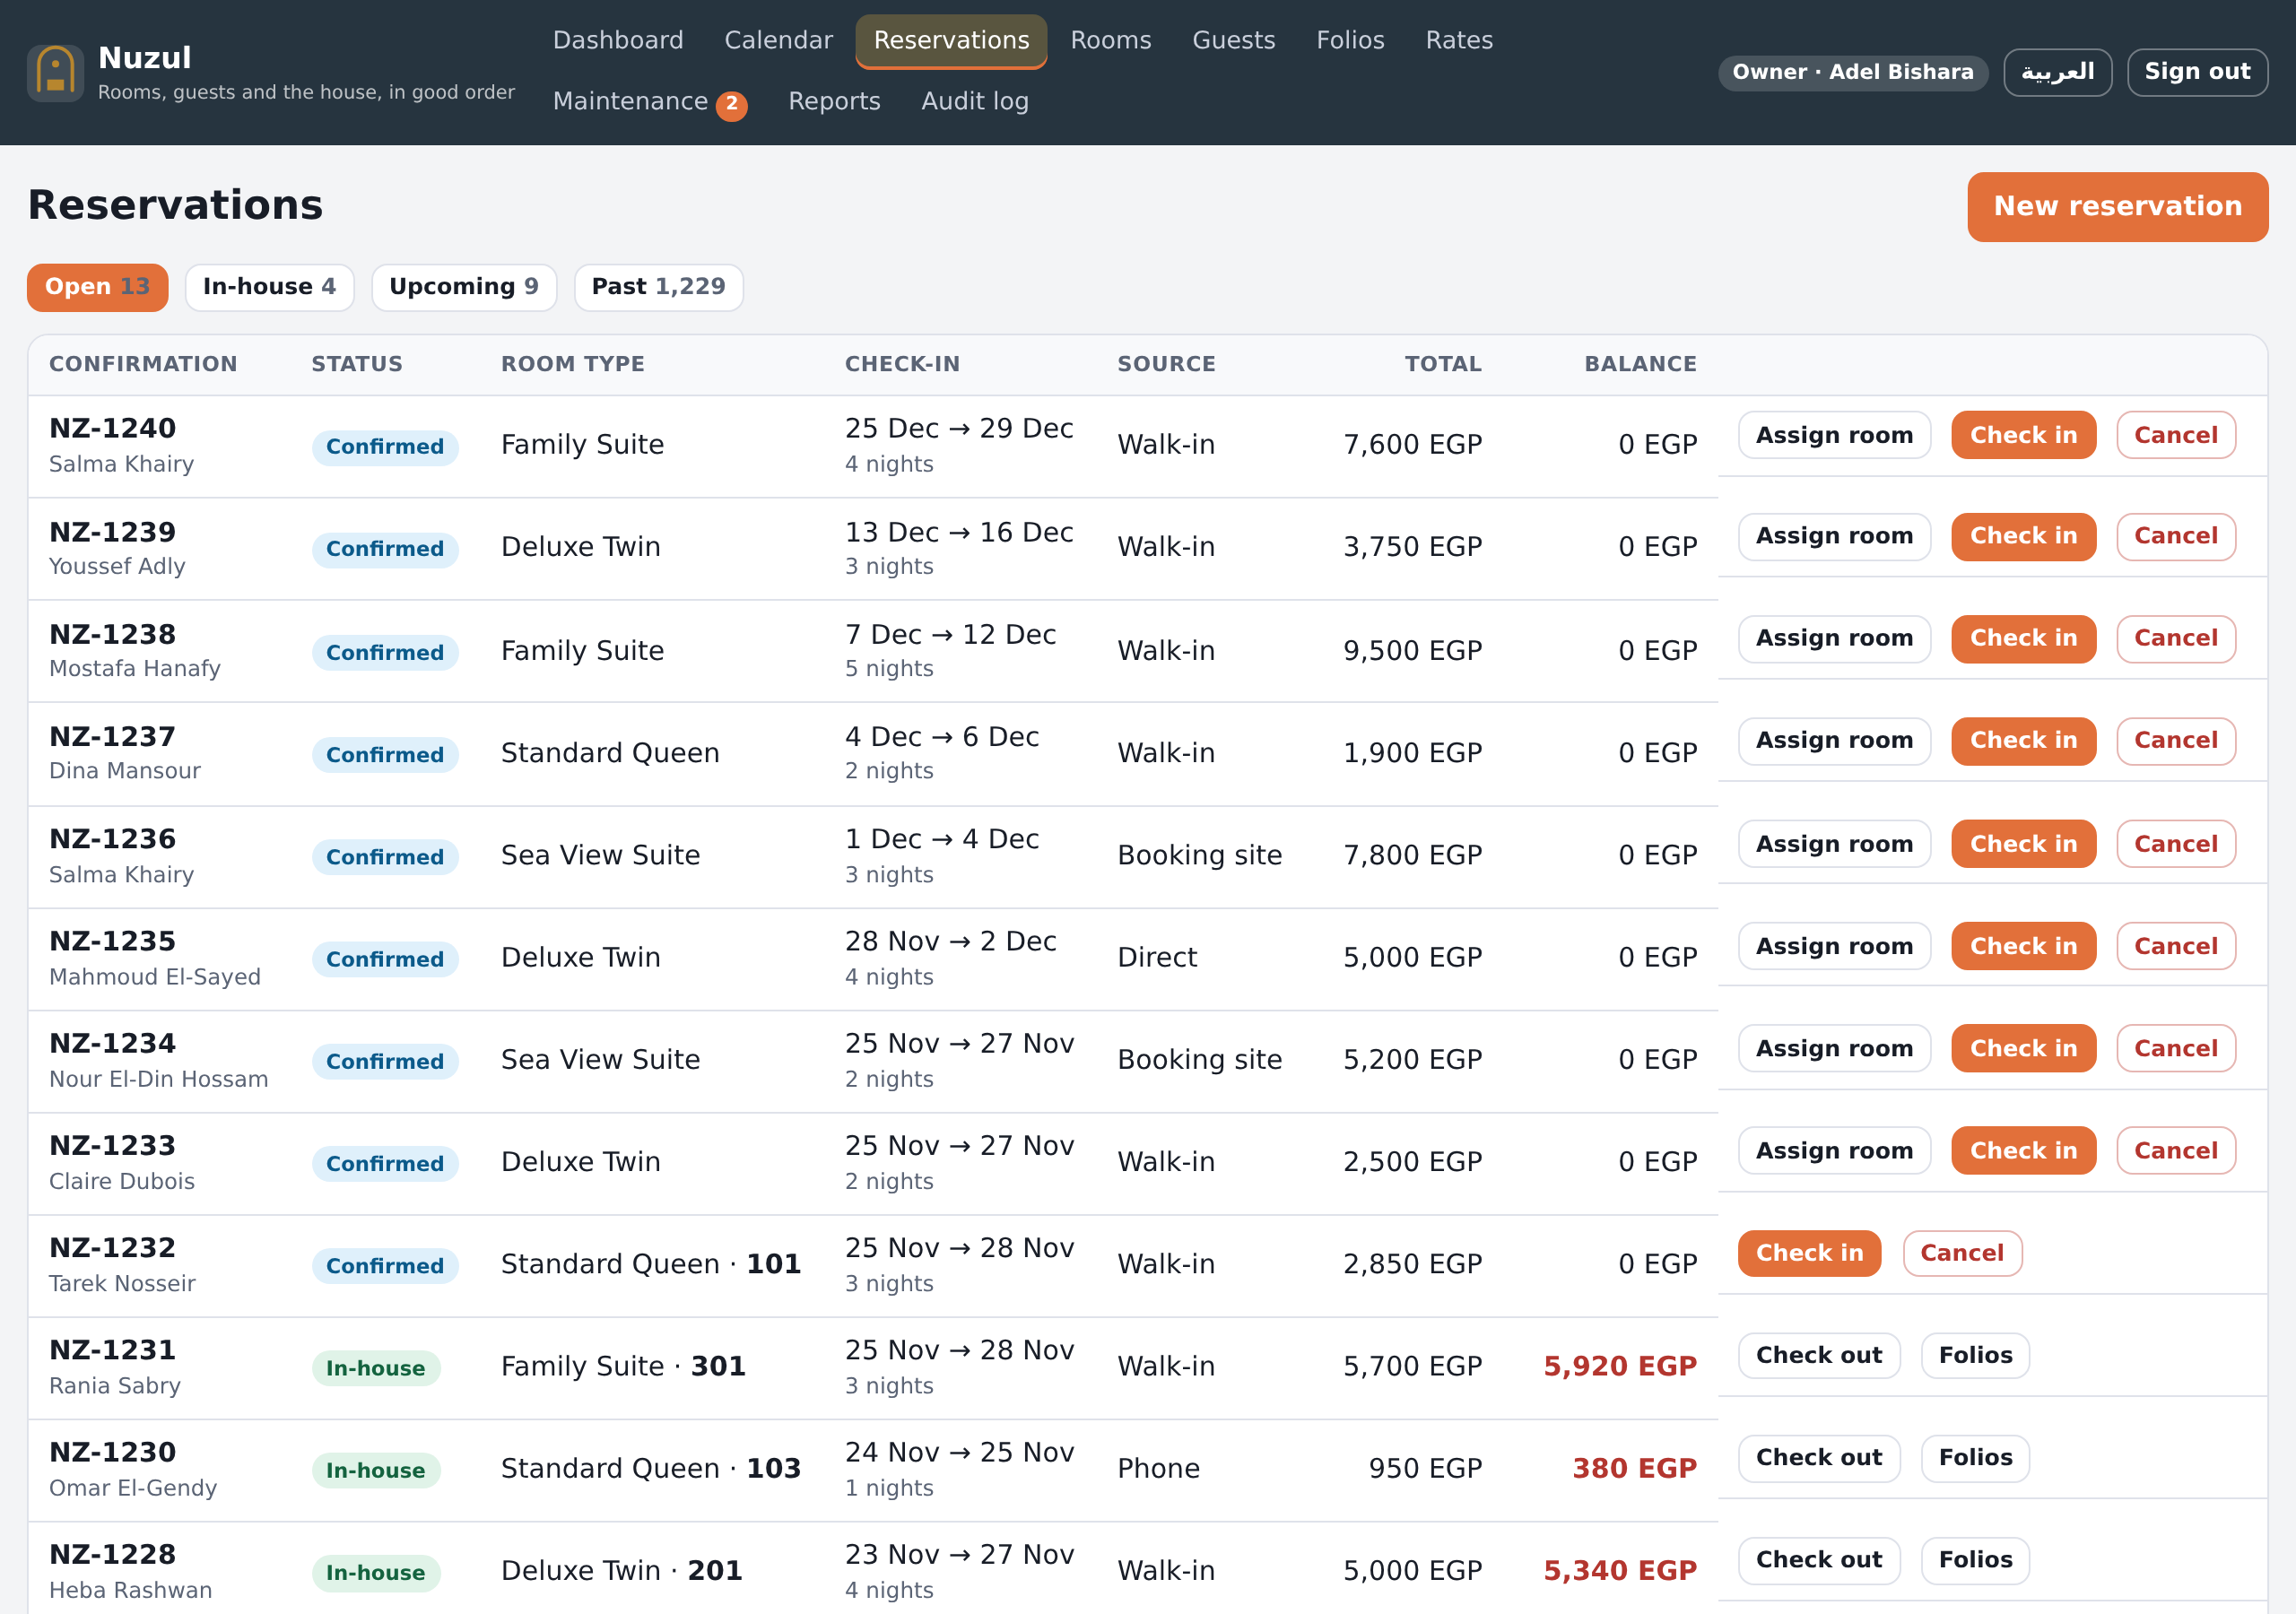 Nuzul
Rooms, guests and the house, in good order
Dashboard Calendar Reservations Rooms Guests Folios Rates
Maintenance 2 Reports Audit log
Owner · Adel Bishara العربية Sign out
Reservations
New reservation
Open 13 In-house 4 Upcoming 9 Past 1,229
CONFIRMATION STATUS ROOM TYPE CHECK-IN SOURCE TOTAL BALANCE
NZ-1240 Confirmed Family Suite 25 Dec → 29 Dec Walk-in 7,600 EGP 0 EGP Assign room Check in Cancel
Salma Khairy 4 nights
NZ-1239 Confirmed Deluxe Twin 13 Dec → 16 Dec Walk-in 3,750 EGP 0 EGP Assign room Check in Cancel
Youssef Adly 3 nights
NZ-1238 Confirmed Family Suite 7 Dec → 12 Dec Walk-in 9,500 EGP 0 EGP Assign room Check in Cancel
Mostafa Hanafy 5 nights
NZ-1237 Confirmed Standard Queen 4 Dec → 6 Dec Walk-in 1,900 EGP 0 EGP Assign room Check in Cancel
Dina Mansour 2 nights
NZ-1236 Confirmed Sea View Suite 1 Dec → 4 Dec Booking site 7,800 EGP 0 EGP Assign room Check in Cancel
Salma Khairy 3 nights
NZ-1235 Confirmed Deluxe Twin 28 Nov → 2 Dec Direct 5,000 EGP 0 EGP Assign room Check in Cancel
Mahmoud El-Sayed 4 nights
NZ-1234 Confirmed Sea View Suite 25 Nov → 27 Nov Booking site 5,200 EGP 0 EGP Assign room Check in Cancel
Nour El-Din Hossam 2 nights
NZ-1233 Confirmed Deluxe Twin 25 Nov → 27 Nov Walk-in 2,500 EGP 0 EGP Assign room Check in Cancel
Claire Dubois 2 nights
NZ-1232 Confirmed Standard Queen · 101 25 Nov → 28 Nov Walk-in 2,850 EGP 0 EGP Check in Cancel
Tarek Nosseir 3 nights
NZ-1231 In-house Family Suite · 301 25 Nov → 28 Nov Walk-in 5,700 EGP 5,920 EGP Check out Folios
Rania Sabry 3 nights
NZ-1230 In-house Standard Queen · 103 24 Nov → 25 Nov Phone 950 EGP 380 EGP Check out Folios
Omar El-Gendy 1 nights
NZ-1228 In-house Deluxe Twin · 201 23 Nov → 27 Nov Walk-in 5,000 EGP 5,340 EGP Check out Folios
Heba Rashwan 4 nights